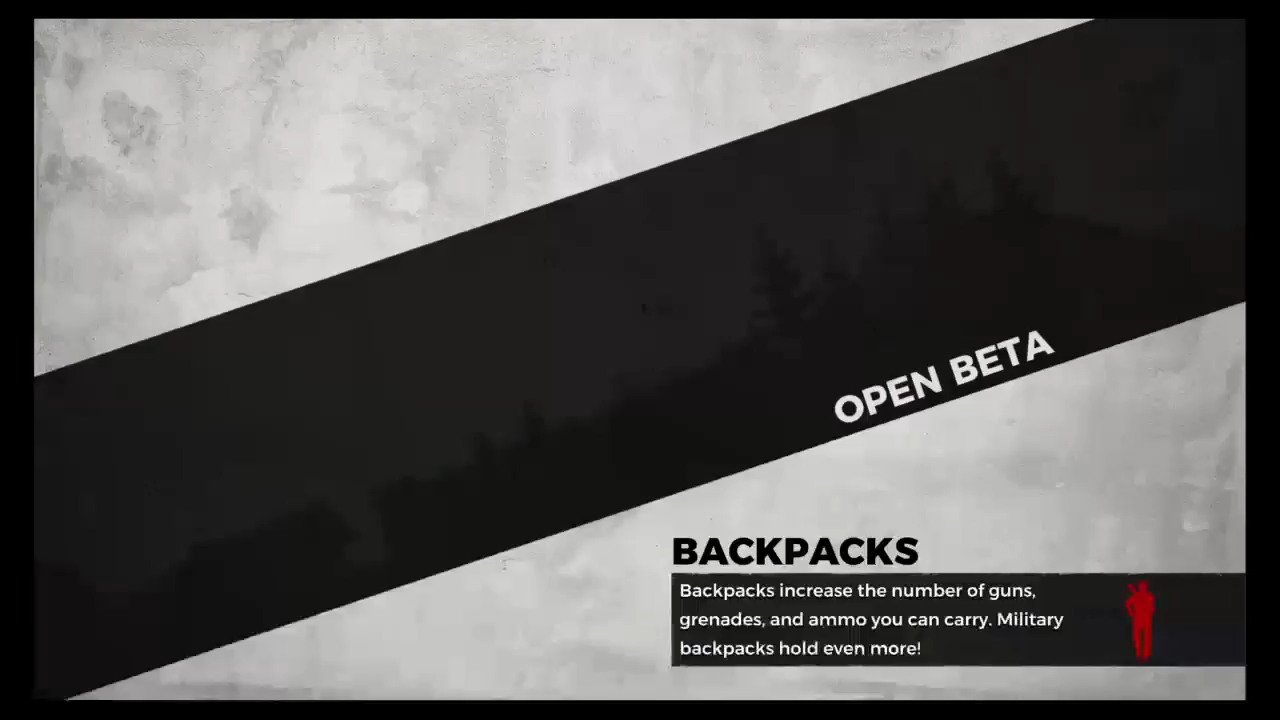 OPEN BETA
BACKPACKS
Backpacks increase the number of guns,
grenades, and ammo you can carry. Military
backpacks hold even more!